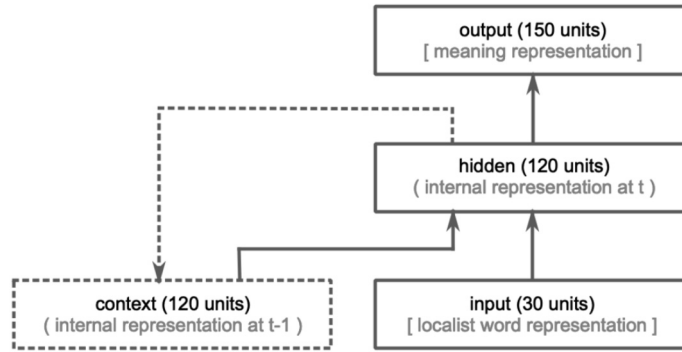 output (150 units)
[ meaning representation ]
hidden (120 units)
( internal representation at t )
context (120 units)
( internal representation at t-1 )
input (30 units)
[ localist word representation ]